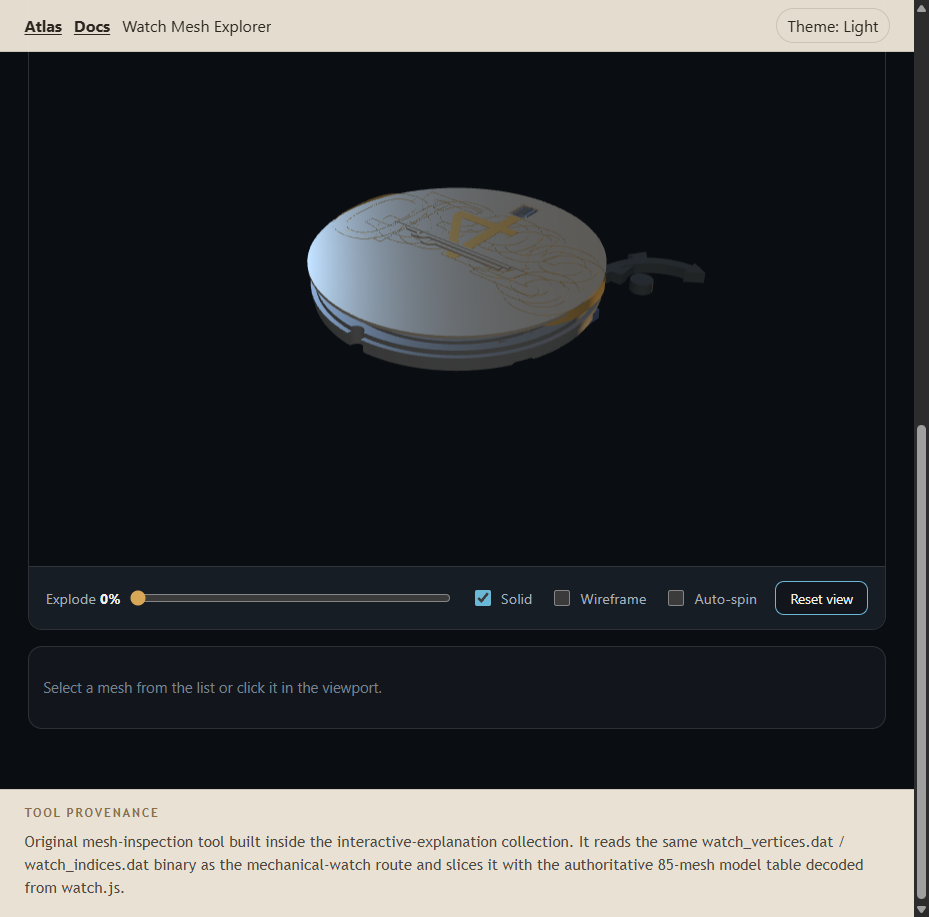 Atlas Docs Watch Mesh Explorer Theme: Light
Explode 0% Solid Wireframe Auto-spin Reset view
Select a mesh from the list or click it in the viewport.
TOOL PROVENANCE
Original mesh-inspection tool built inside the interactive-explanation collection. It reads the same watch_vertices.dat /
watch_indices.dat binary as the mechanical-watch route and slices it with the authoritative 85-mesh model table decoded
from watch.js.